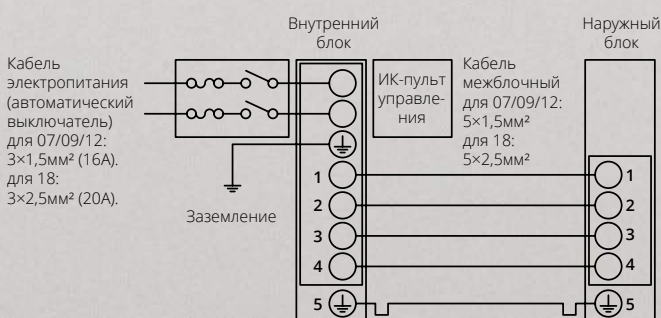 Внутренний
блок
Наружный
блок
Кабель
электропитания
(автоматический
выключатель)
для 07/09/12:
3×1,5мм² (16А).
для 18:
3×2,5мм² (20А).
ИК-пульт
управле-
ния
Кабель
межблочный
для 07/09/12:
5×1,5мм²
для 18:
5×2,5мм²
Заземление
1
2
3
4
5
1
2
3
4
5